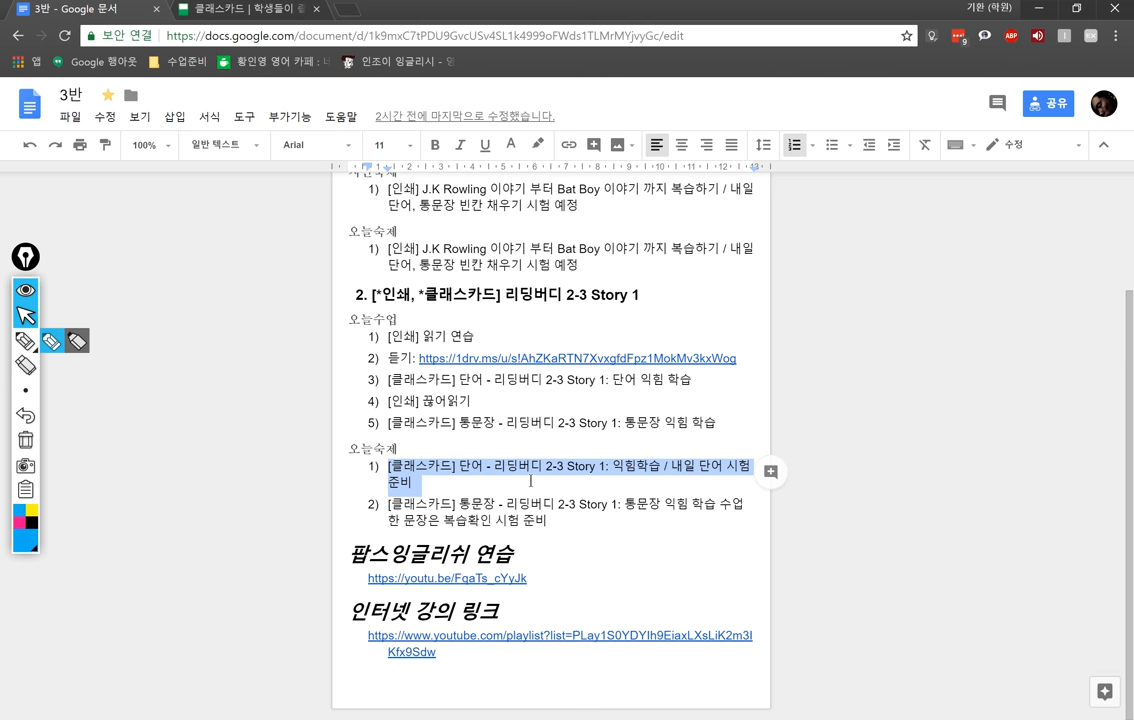 3반 - Google 문서
클래스카드 | 학생들이 좋
기환 (학원)
보안 연결
https://docs.google.com/document/d/1k9mxC7tPDU9GvcUSv4SL1k4999oFWds1TLMrMYjvyGc/edit
9
ABP
앱
Google 행아웃
수업준비
황인영 영어 카페 : 네
인조이 잉글리시 - 영
3반
공유
파일 수정 보기 삽입 서식 도구 부가기능 도움말 2시간 전에 마지막으로 수정했습니다.
100% 일반 텍스트 Arial 11 B I U A 수정
1 1 2 3 4 5 6 7 8 9 10 11 12 13
1) [인쇄] J.K Rowling 이야기 부터 Bat Boy 이야기 까지 복습하기 / 내일
단어, 통문장 빈칸 채우기 시험 예정
오늘숙제
1) [인쇄] J.K Rowling 이야기 부터 Bat Boy 이야기 까지 복습하기 / 내일
단어, 통문장 빈칸 채우기 시험 예정
2. [*인쇄, *클래스카드] 리딩버디 2-3 Story 1
오늘수업
1) [인쇄] 읽기 연습
2) 듣기: https://1drv.ms/u/s!AhZKaRTN7XvxgfdFpz1MokMv3kxWog
3) [클래스카드] 단어 - 리딩버디 2-3 Story 1: 단어 익힘 학습
4) [인쇄] 끊어읽기
5) [클래스카드] 통문장 - 리딩버디 2-3 Story 1: 통문장 익힘 학습
오늘숙제
1) [클래스카드] 단어 - 리딩버디 2-3 Story 1: 익힘학습 / 내일 단어 시험
준비
2) [클래스카드] 통문장 - 리딩버디 2-3 Story 1: 통문장 익힘 학습 수업
한 문장은 복습확인 시험 준비
팝스잉글리쉬 연습
https://youtu.be/FqaTs_cYyJk
인터넷 강의 링크
https://www.youtube.com/playlist?list=PLay1S0YDYIh9EiaxLXsLiK2m3I
Kfx9Sdw